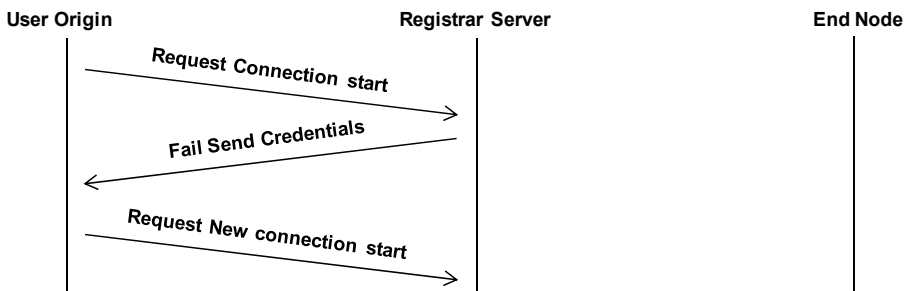 User Origin
Registrar Server
End Node
Request Connection start
Fail Send Credentials
Request New connection start